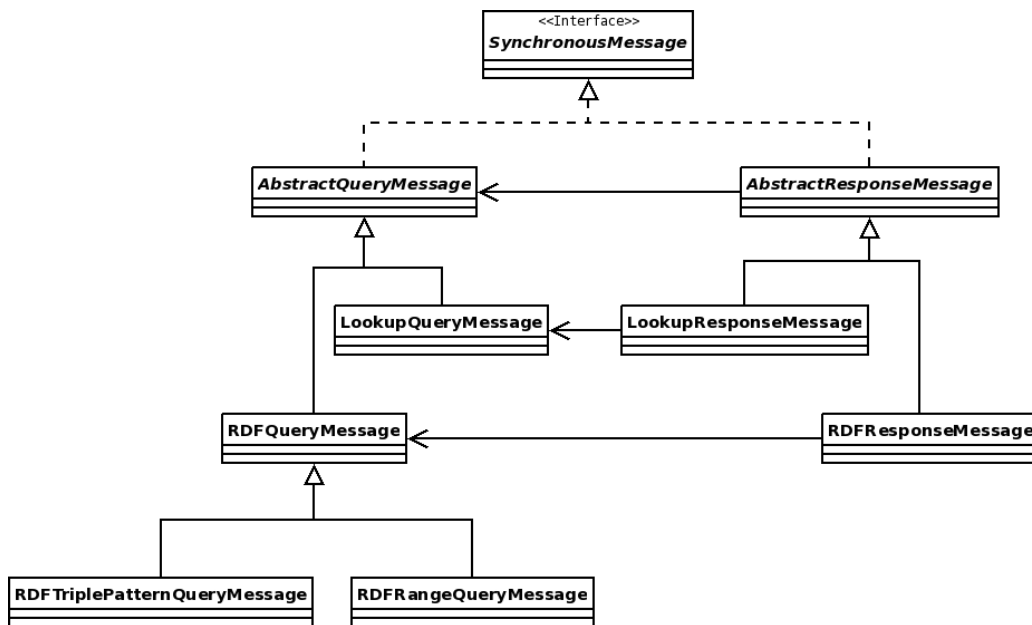 <<Interface>>
SynchronousMessage
AbstractQueryMessage
AbstractResponseMessage
LookupQueryMessage
LookupResponseMessage
RDFQueryMessage
RDFResponseMessage
RDFTriplePatternQueryMessage
RDFRangeQueryMessage